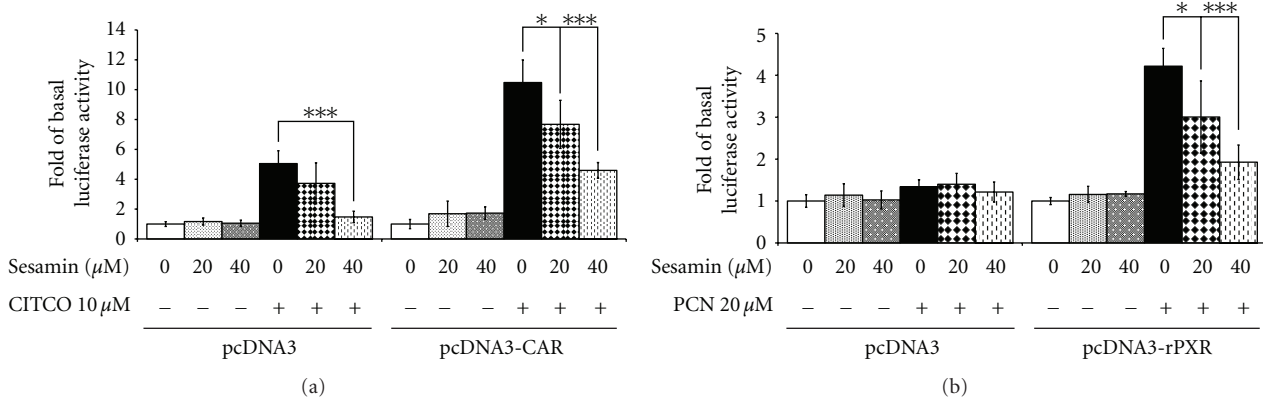 * ***
***
14
12
10
8
6
4
2
0
Fold of basal
luciferase activity
Sesamin (μM) 0 20 40 0 20 40 0 20 40 0 20 40
CITCO 10 μM − − − + + + − − − + + +
pcDNA3 pcDNA3-CAR
(a)
* ***
5
4
3
2
1
0
Fold of basal
luciferase activity
Sesamin (μM) 0 20 40 0 20 40 0 20 40 0 20 40
PCN 20 μM − − − + + + − − − + + +
pcDNA3 pcDNA3-rPXR
(b)